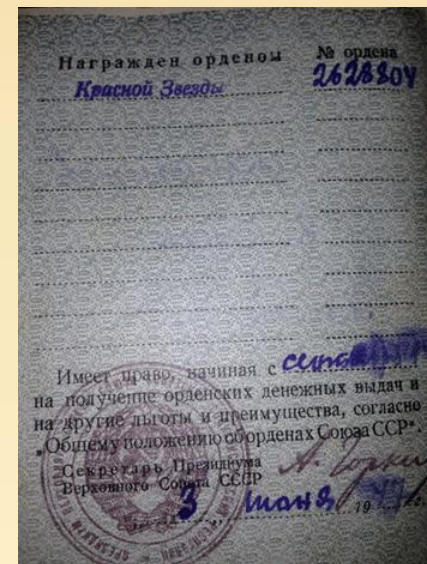 Награжден орденом № ордена
Красной Звезды 2628804
Имеет право, начиная с
на получение орденских денежных выдач и
на другие льготы и преимущества, согласно
„Общему положению об орденах Союза ССР“.
Секретарь Президиума
Верховного Совета СССР А. Горкин
3 июня 19 г.